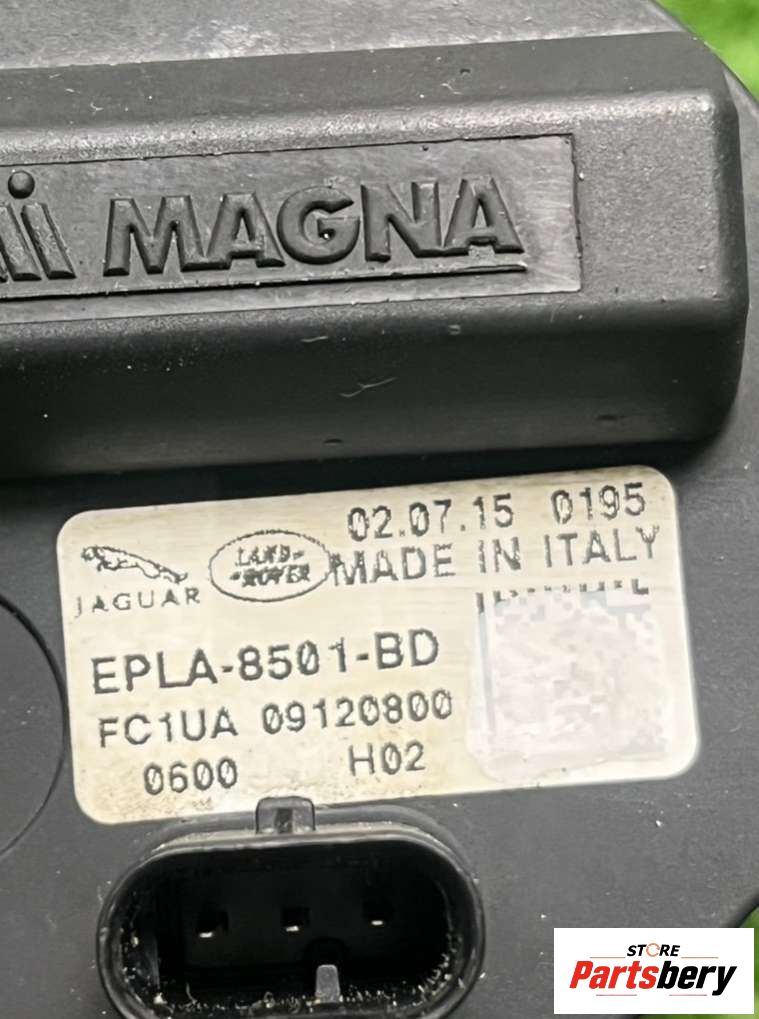 MAGNA
02.07.15 0195
JAGUAR
LAND-
-ROVER
MADE IN ITALY
EPLA-8501-BD
FC1UA 09120800
0600 H02
STORE
Partsbery